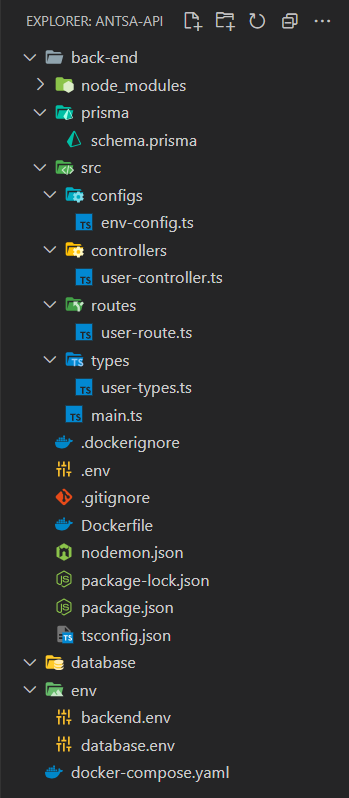 EXPLORER: ANTSA-API
back-end
node_modules
prisma
schema.prisma
src
configs
TS env-config.ts
controllers
TS user-controller.ts
routes
TS user-route.ts
TS types
TS user-types.ts
TS main.ts
.dockerignore
.env
.gitignore
Dockerfile
nodemon.json
JS package-lock.json
JS package.json
TS tsconfig.json
database
env
backend.env
database.env
docker-compose.yaml